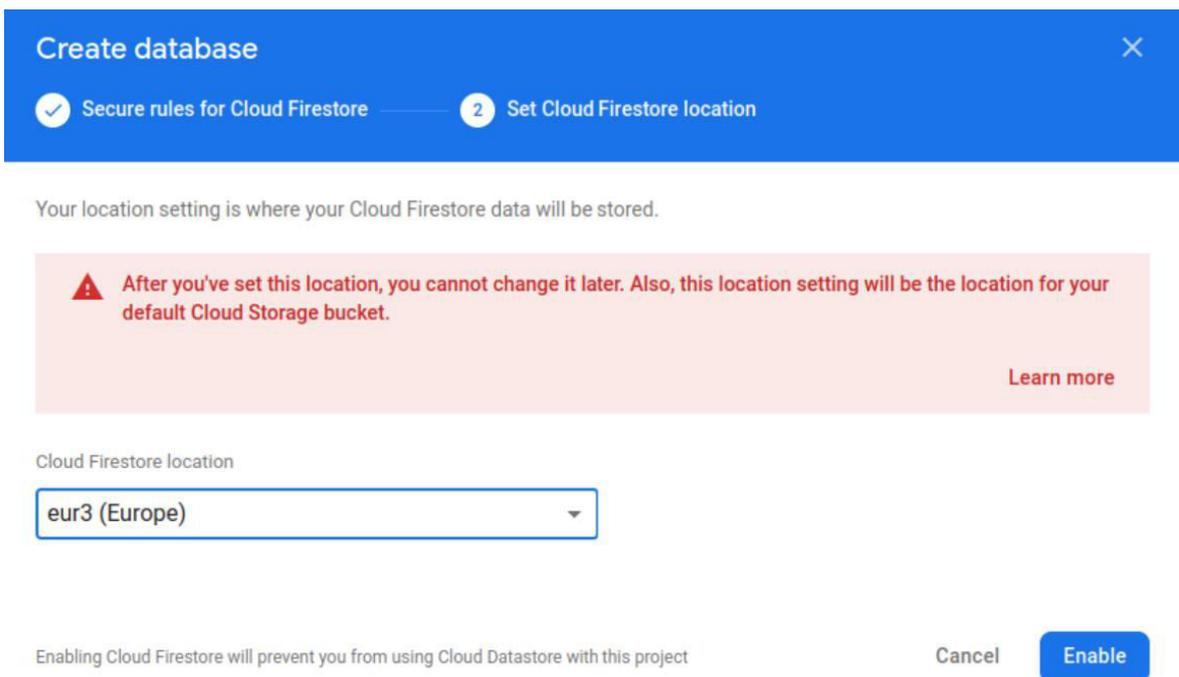 Create database
Secure rules for Cloud Firestore
2 Set Cloud Firestore location
Your location setting is where your Cloud Firestore data will be stored.
After you've set this location, you cannot change it later. Also, this location setting will be the location for your
default Cloud Storage bucket.
Learn more
Cloud Firestore location
eur3 (Europe)
Enabling Cloud Firestore will prevent you from using Cloud Datastore with this project
Cancel
Enable